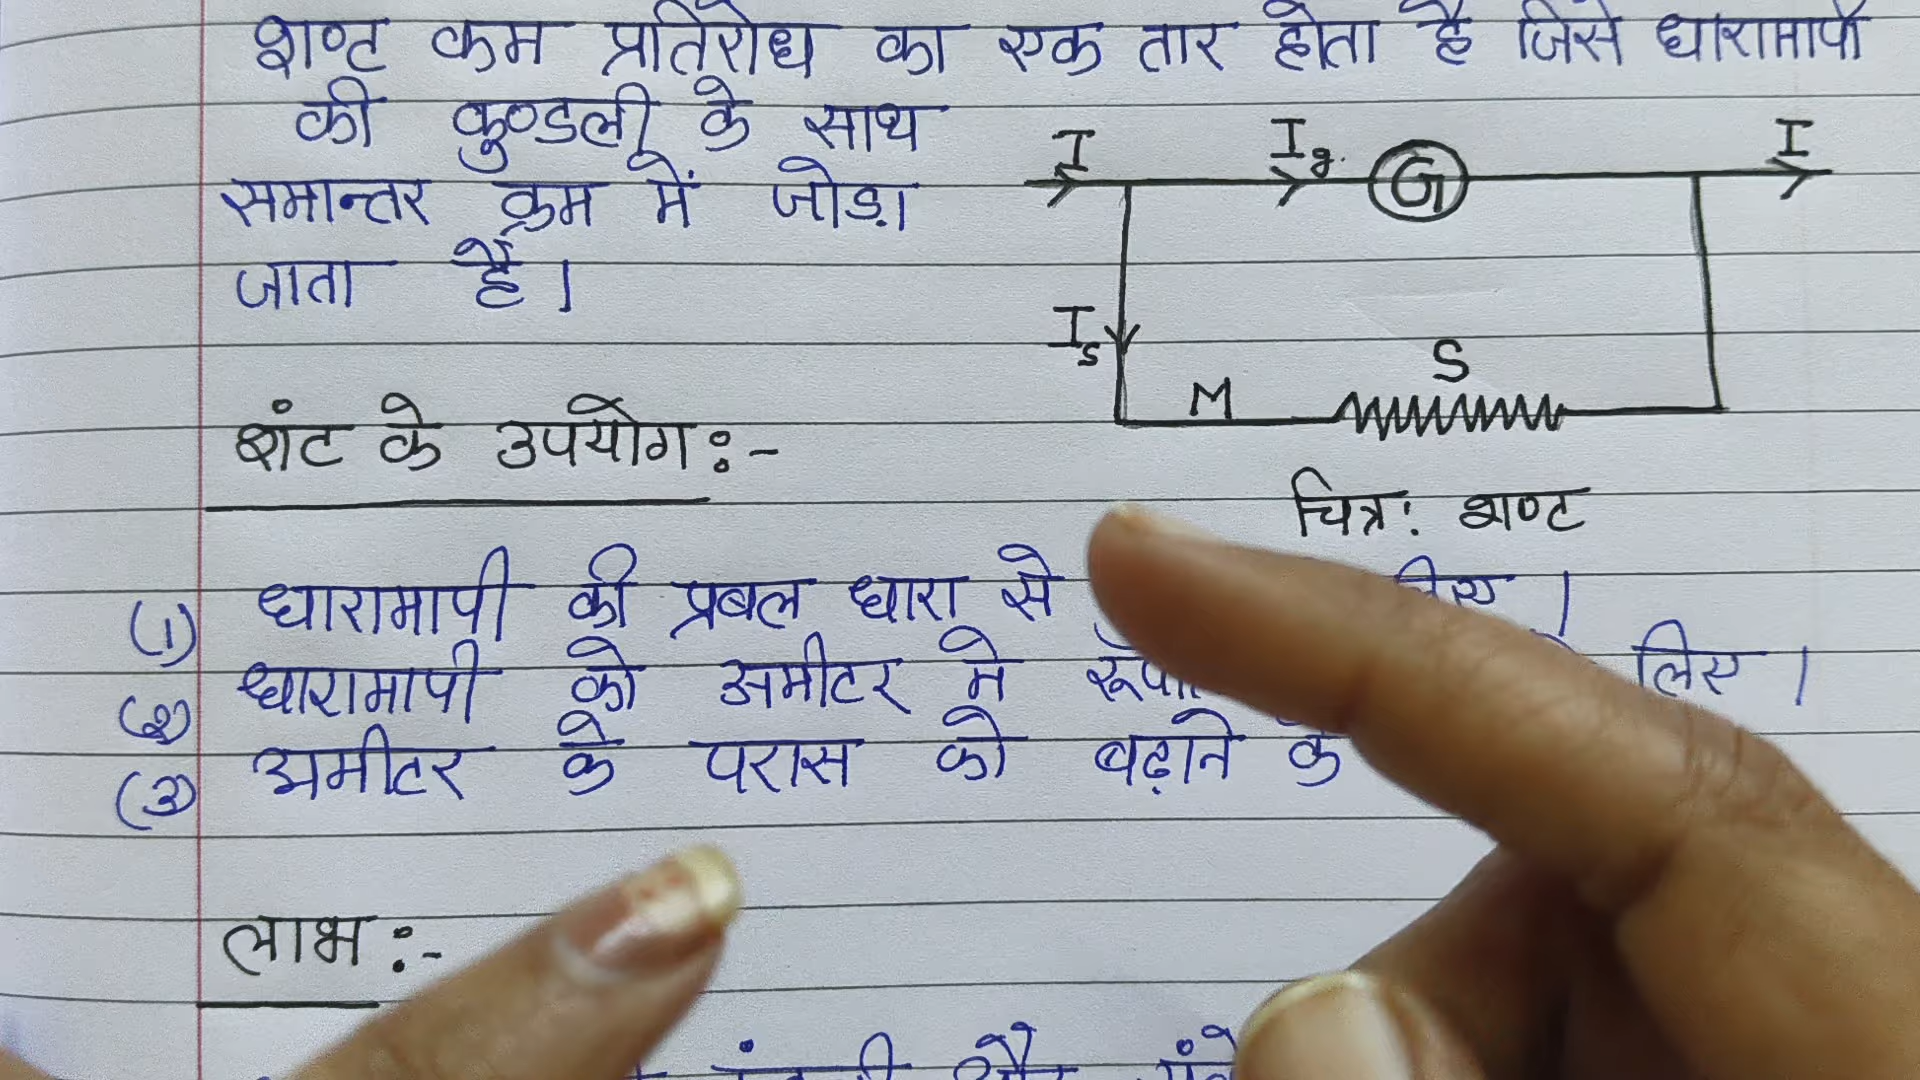 शण्ट कम प्रतिरोध का एक तार होता है जिसे धारामापी
की कुण्डली के साथ
समान्तर क्रम में जोड़ा
जाता है।
I
Ig
G
I
Is
M
S
चित्र: शण्ट
शंट के उपयोग:-
(1) धारामापी की प्रबल धारा से लिए ।
(2) धारामापी को अमीटर मे लिए ।
(3) अमीटर के परास को बढ़ाने के
लाभ:-